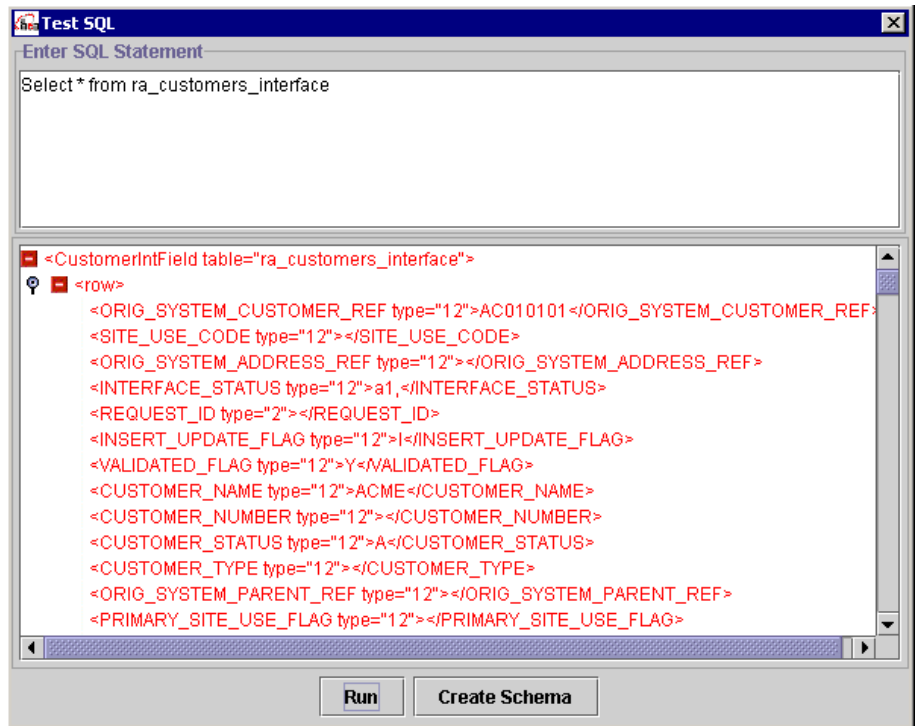 Test SQL
Enter SQL Statement
Select * from ra_customers_interface
<CustomerIntField table="ra_customers_interface">
<row>
<ORIG_SYSTEM_CUSTOMER_REF type="12">AC010101</ORIG_SYSTEM_CUSTOMER_REF>
<SITE_USE_CODE type="12"></SITE_USE_CODE>
<ORIG_SYSTEM_ADDRESS_REF type="12"></ORIG_SYSTEM_ADDRESS_REF>
<INTERFACE_STATUS type="12">a1,</INTERFACE_STATUS>
<REQUEST_ID type="2"></REQUEST_ID>
<INSERT_UPDATE_FLAG type="12">I</INSERT_UPDATE_FLAG>
<VALIDATED_FLAG type="12">Y</VALIDATED_FLAG>
<CUSTOMER_NAME type="12">ACME</CUSTOMER_NAME>
<CUSTOMER_NUMBER type="12"></CUSTOMER_NUMBER>
<CUSTOMER_STATUS type="12">A</CUSTOMER_STATUS>
<CUSTOMER_TYPE type="12"></CUSTOMER_TYPE>
<ORIG_SYSTEM_PARENT_REF type="12"></ORIG_SYSTEM_PARENT_REF>
<PRIMARY_SITE_USE_FLAG type="12"></PRIMARY_SITE_USE_FLAG>
Run Create Schema